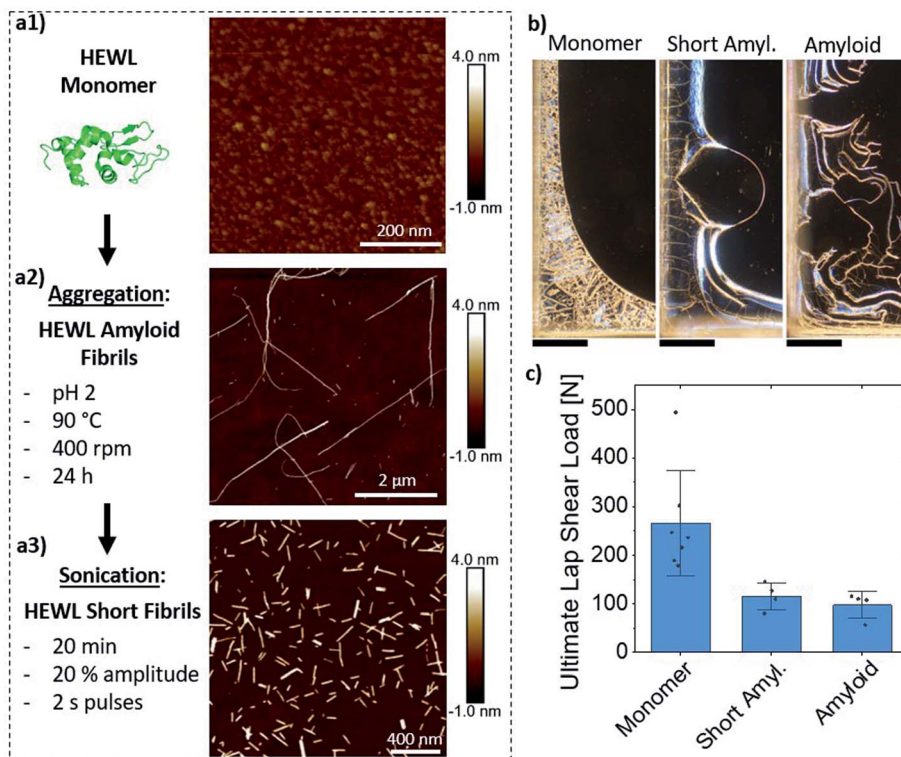 a1)
HEWL
Monomer
4.0 nm
-1.0 nm
200 nm
a2)
Aggregation:
HEWL Amyloid
Fibrils
- pH 2
- 90 °C
- 400 rpm
- 24 h
4.0 nm
-1.0 nm
2 µm
a3)
Sonication:
HEWL Short Fibrils
- 20 min
- 20 % amplitude
- 2 s pulses
4.0 nm
-1.0 nm
400 nm
b)
Monomer Short Amyl. Amyloid
c)
Ultimate Lap Shear Load [N]
500
400
300
200
100
0
Monomer
Short Amyl.
Amyloid